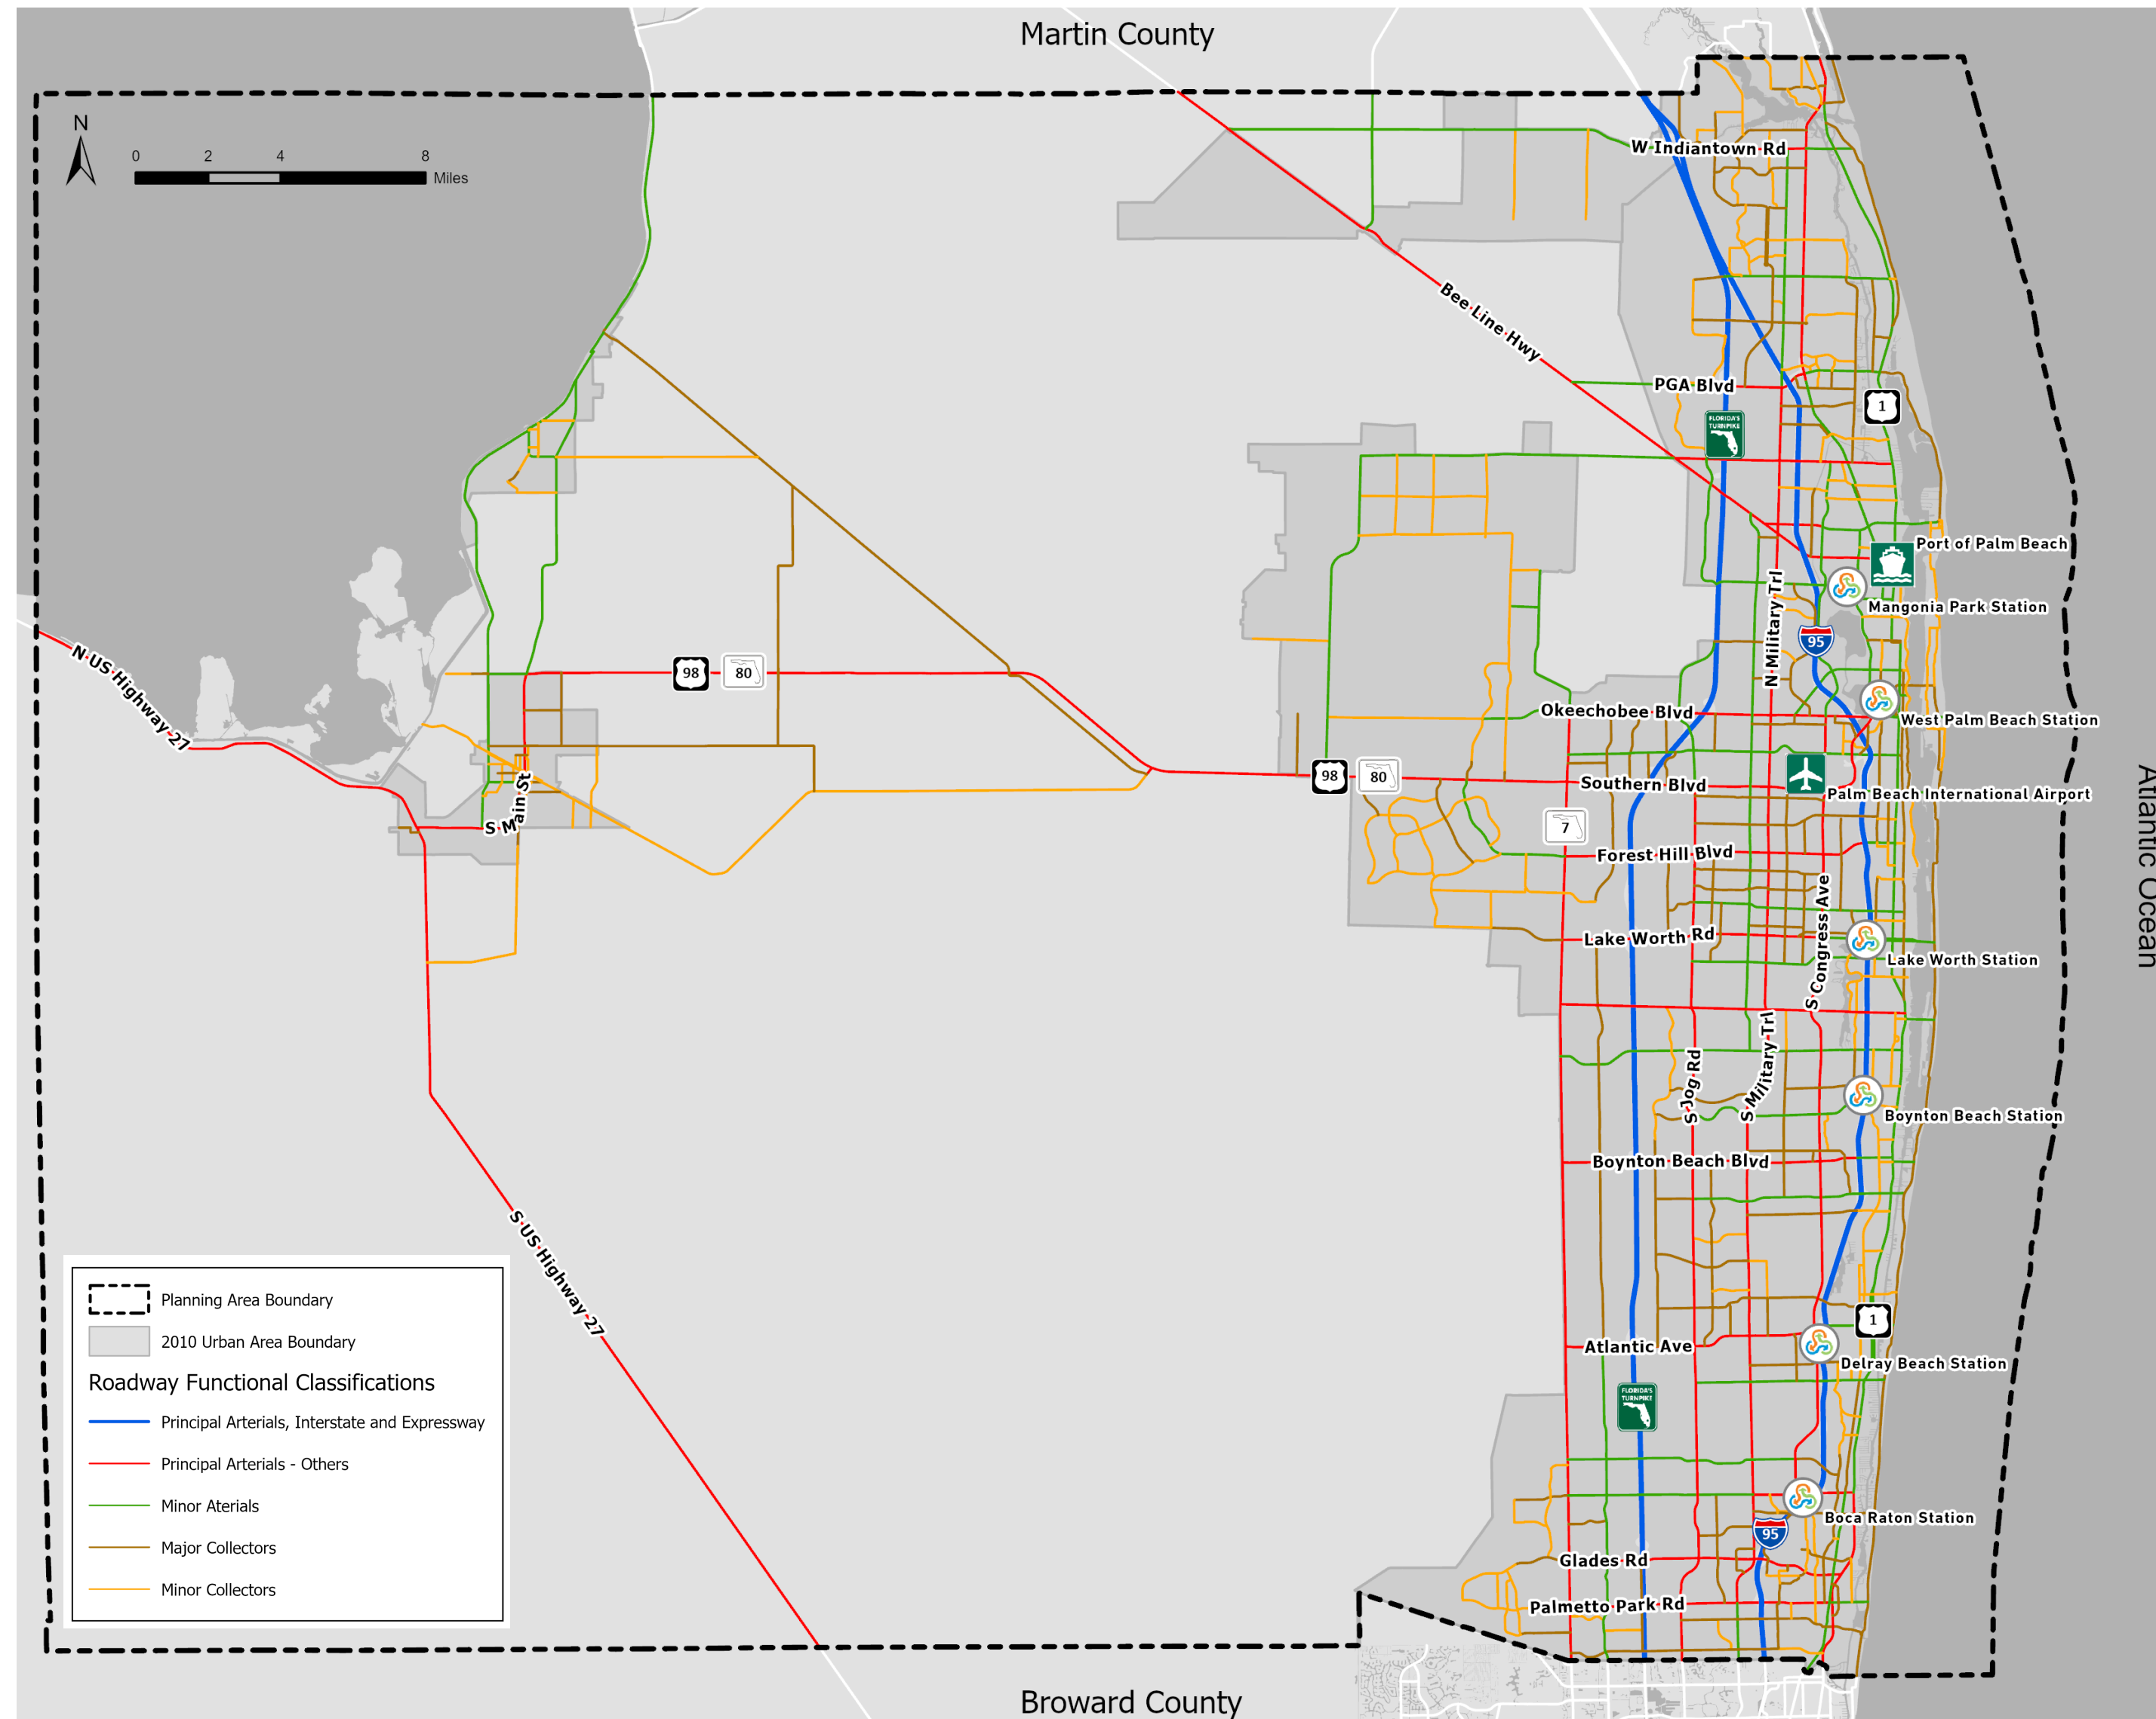 Martin County
N
0 2 4 8
Miles
W Indiantown Rd
Bee Line Hwy
PGA Blvd
1
FLORIDA'S
TURNPIKE
Port of Palm Beach
N Military Trl
Mangonia Park Station
95
N US Highway 27
98
80
Okeechobee Blvd
West Palm Beach Station
98
80
Southern Blvd
Palm Beach International Airport
Atlantic Ocean
S Main St
7
Forest Hill Blvd
S Congress Ave
Lake Worth Rd
Lake Worth Station
S Jog Rd
S Military Trl
Boynton Beach Station
Boynton Beach Blvd
S US Highway 27
1
Atlantic Ave
Delray Beach Station
FLORIDA'S
TURNPIKE
Boca Raton Station
95
Glades Rd
Palmetto Park Rd
Planning Area Boundary
2010 Urban Area Boundary
Roadway Functional Classifications
Principal Arterials, Interstate and Expressway
Principal Arterials - Others
Minor Aterials
Major Collectors
Minor Collectors
Broward County